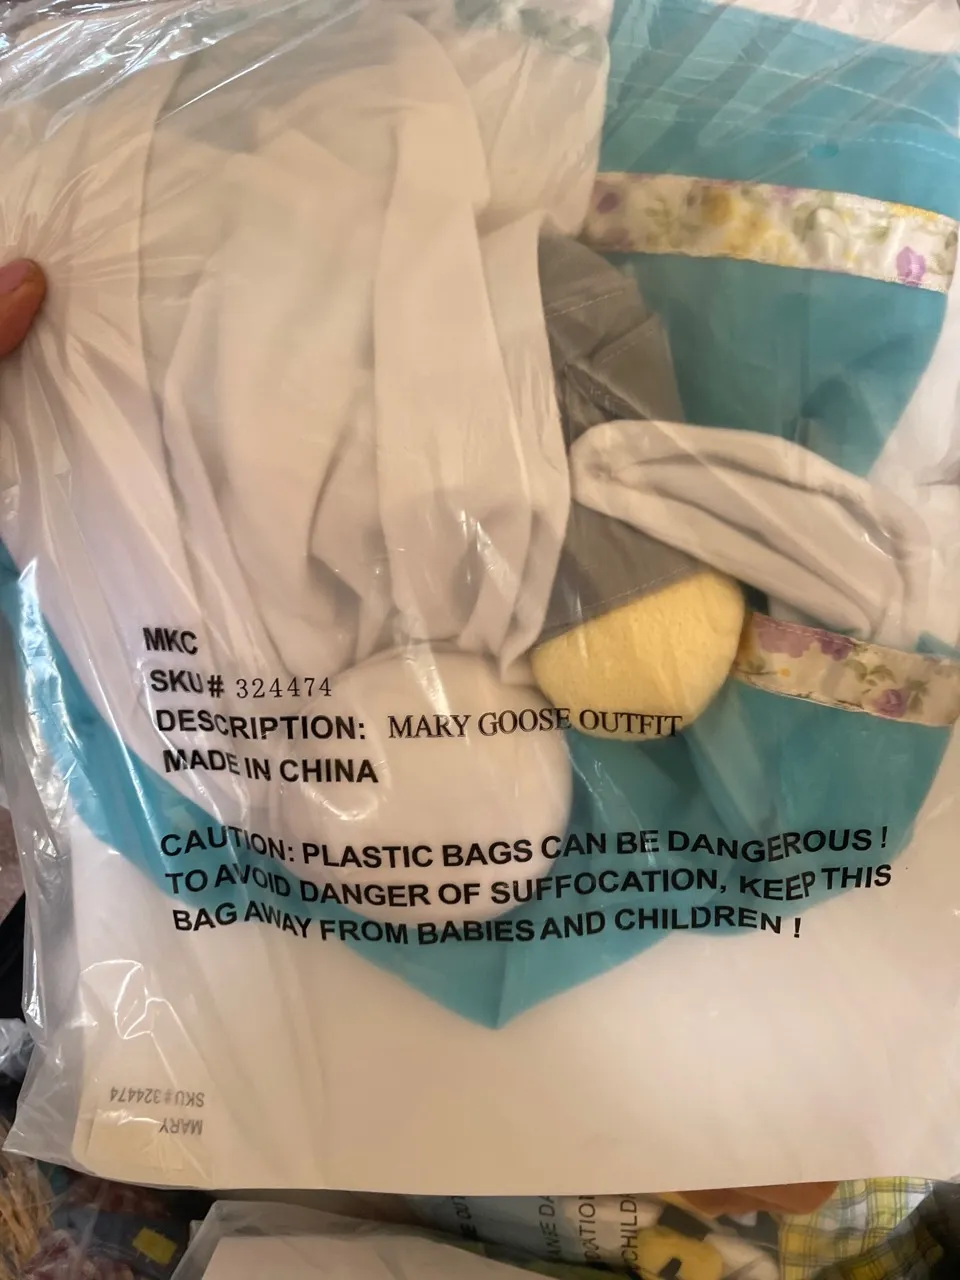 MKC
SKU# 324474
DESCRIPTION: MARY GOOSE OUTFIT
MADE IN CHINA
CAUTION: PLASTIC BAGS CAN BE DANGEROUS !
TO AVOID DANGER OF SUFFOCATION, KEEP THIS
BAG AWAY FROM BABIES AND CHILDREN !
MARY
SKU#324474